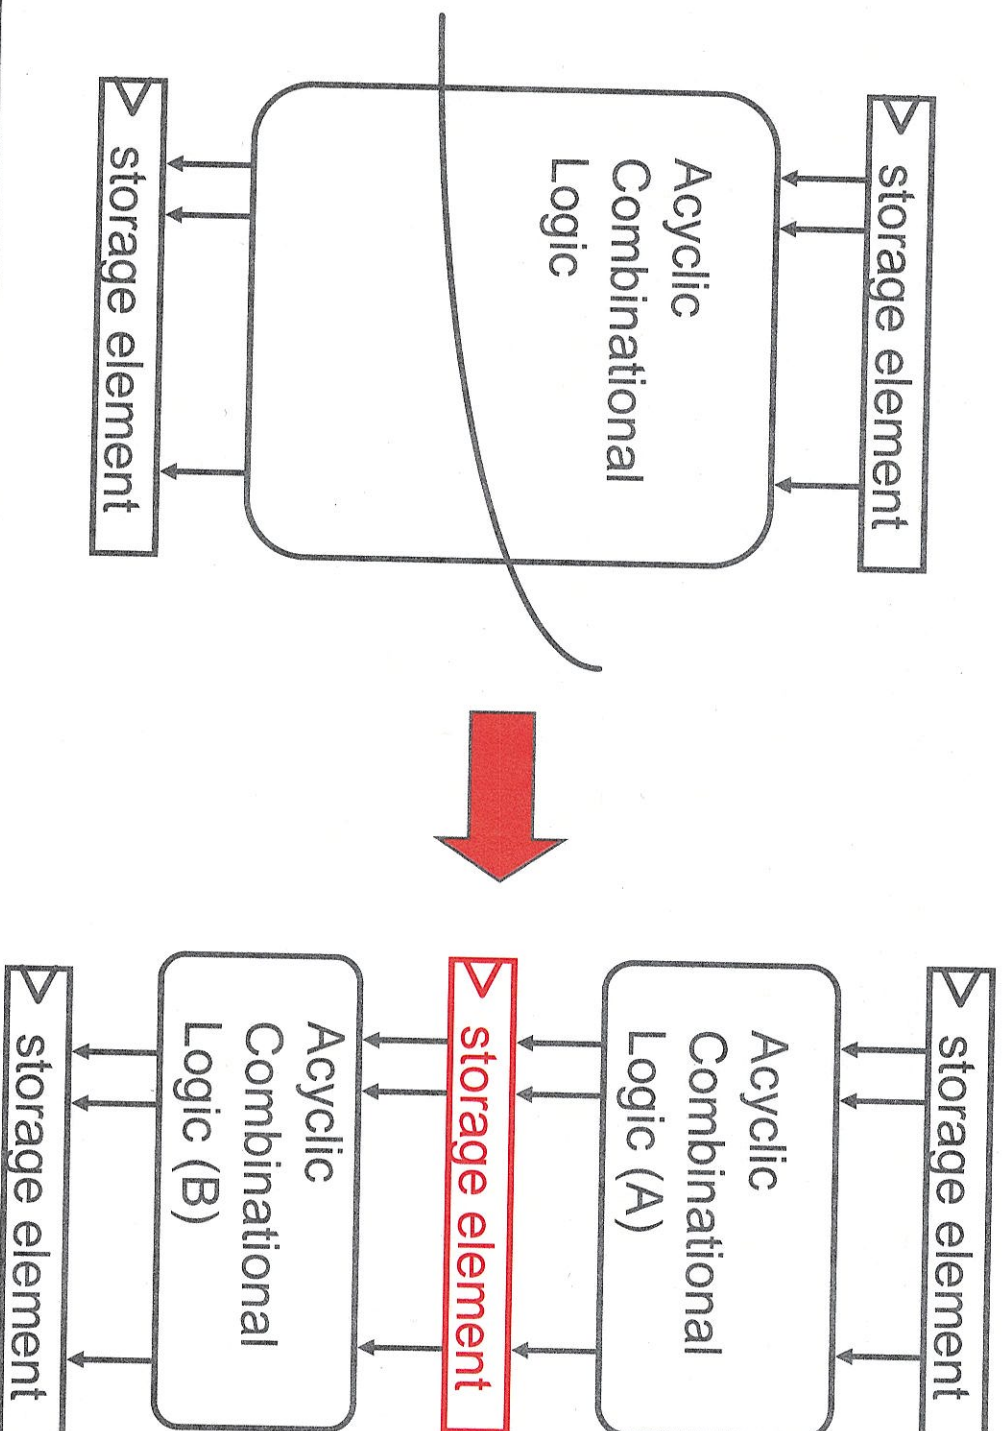 storage element
Acyclic
Combinational
Logic
storage element
storage element
Acyclic
Combinational
Logic (A)
storage element
Acyclic
Combinational
Logic (B)
storage element